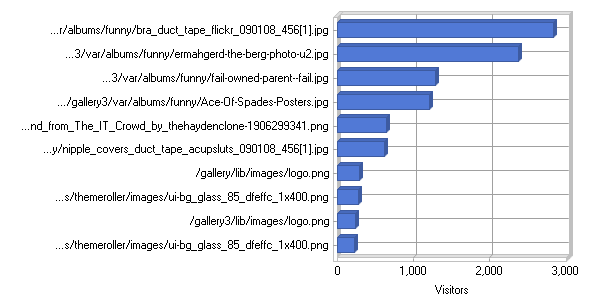 ...r/albums/funny/bra_duct_tape_flickr_090108_456[1].jpg
...3/var/albums/funny/ermahgerd-the-berg-photo-u2.jpg
...3/var/albums/funny/fail-owned-parent--fail.jpg
.../gallery3/var/albums/funny/Ace-Of-Spades-Posters.jpg
...nd_from_The_IT_Crowd_by_thehaydenclone-1906299341.png
...y/nipple_covers_duct_tape_acupsluts_090108_456[1].jpg
/gallery/lib/images/logo.png
...s/themeroller/images/ui-bg_glass_85_dfeffc_1x400.png
/gallery3/lib/images/logo.png
...s/themeroller/images/ui-bg_glass_85_dfeffc_1x400.png
0 1,000 2,000 3,000
Visitors